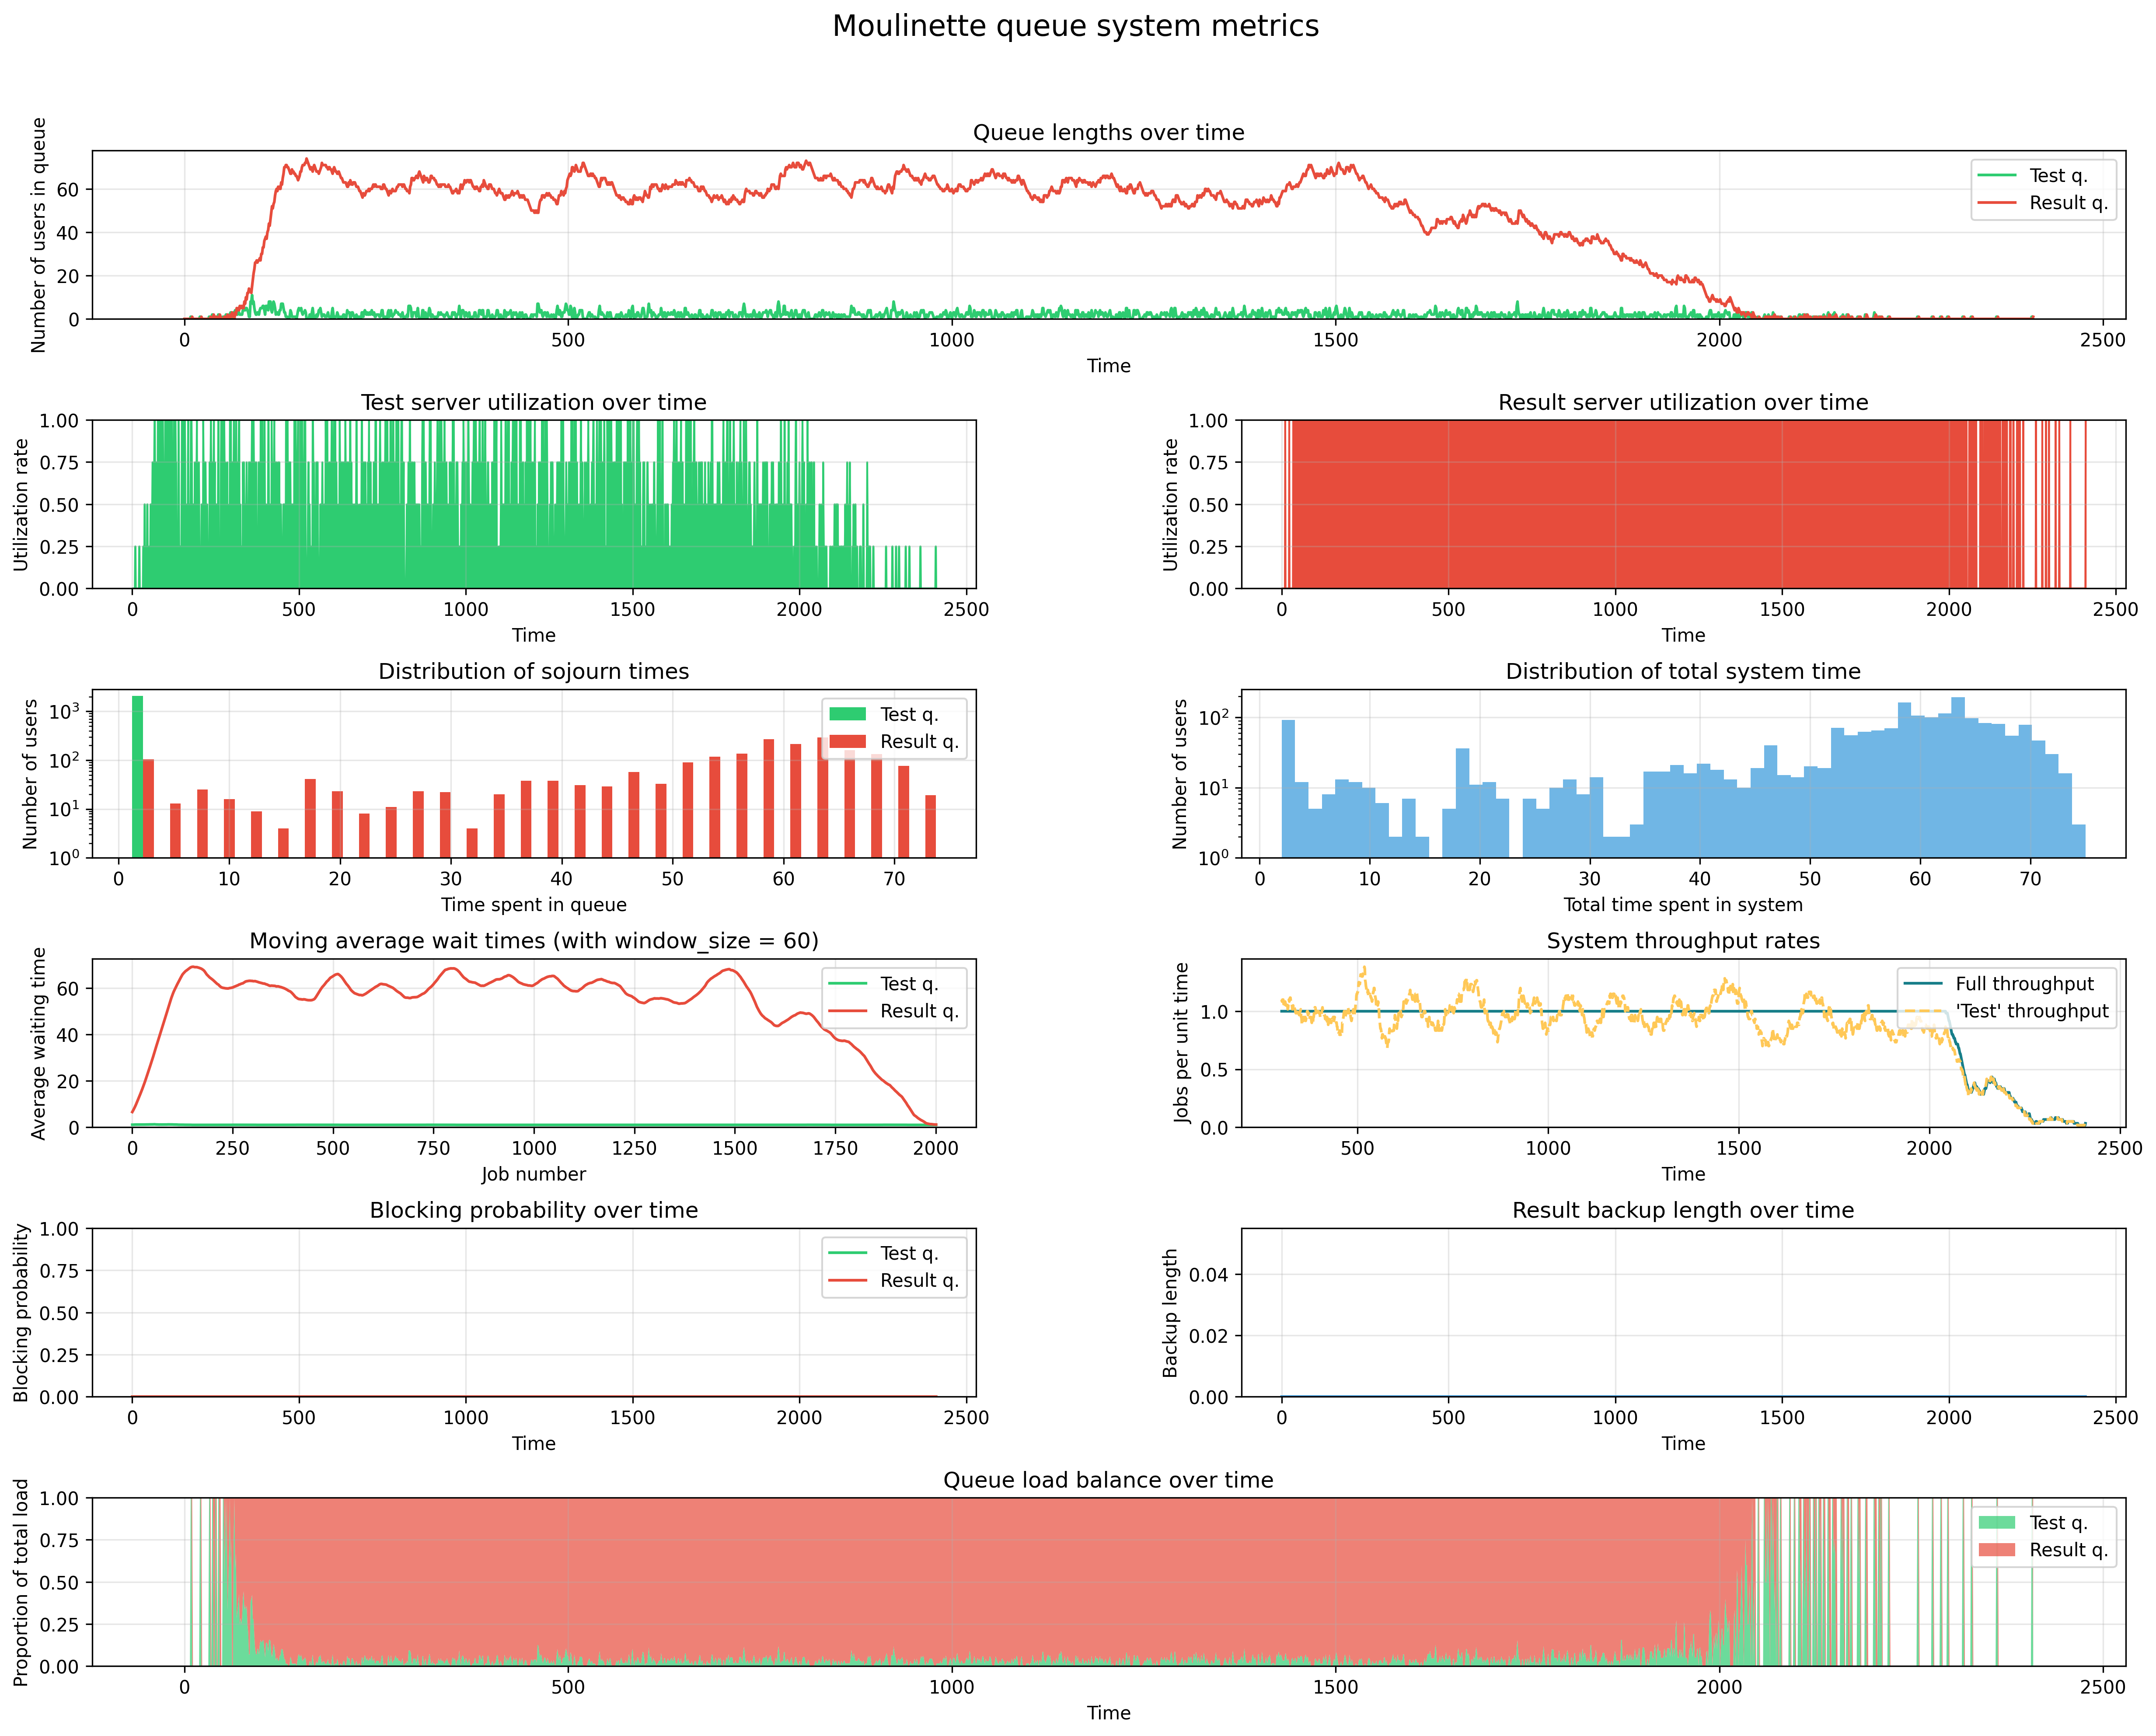 Moulinette queue system metrics
Queue lengths over time
Number of users in queue
60
40
20
0
Test q.
Result q.
0 500 1000 1500 2000 2500
Time
Test server utilization over time
Utilization rate
1.00
0.75
0.50
0.25
0.00
0 500 1000 1500 2000 2500
Time
Result server utilization over time
Utilization rate
1.00
0.75
0.50
0.25
0.00
0 500 1000 1500 2000 2500
Time
Distribution of sojourn times
Number of users
10³
10²
10¹
10⁰
Test q.
Result q.
0 10 20 30 40 50 60 70
Time spent in queue
Distribution of total system time
Number of users
10²
10¹
10⁰
0 10 20 30 40 50 60 70
Total time spent in system
Moving average wait times (with window_size = 60)
Average waiting time
60
40
20
0
Test q.
Result q.
0 250 500 750 1000 1250 1500 1750 2000
Job number
System throughput rates
Jobs per unit time
1.0
0.5
0.0
Full throughput
'Test' throughput
500 1000 1500 2000 2500
Time
Blocking probability over time
Blocking probability
1.00
0.75
0.50
0.25
0.00
Test q.
Result q.
0 500 1000 1500 2000 2500
Time
Result backup length over time
Backup length
0.04
0.02
0.00
0 500 1000 1500 2000 2500
Time
Queue load balance over time
Proportion of total load
1.00
0.75
0.50
0.25
0.00
Test q.
Result q.
0 500 1000 1500 2000 2500
Time